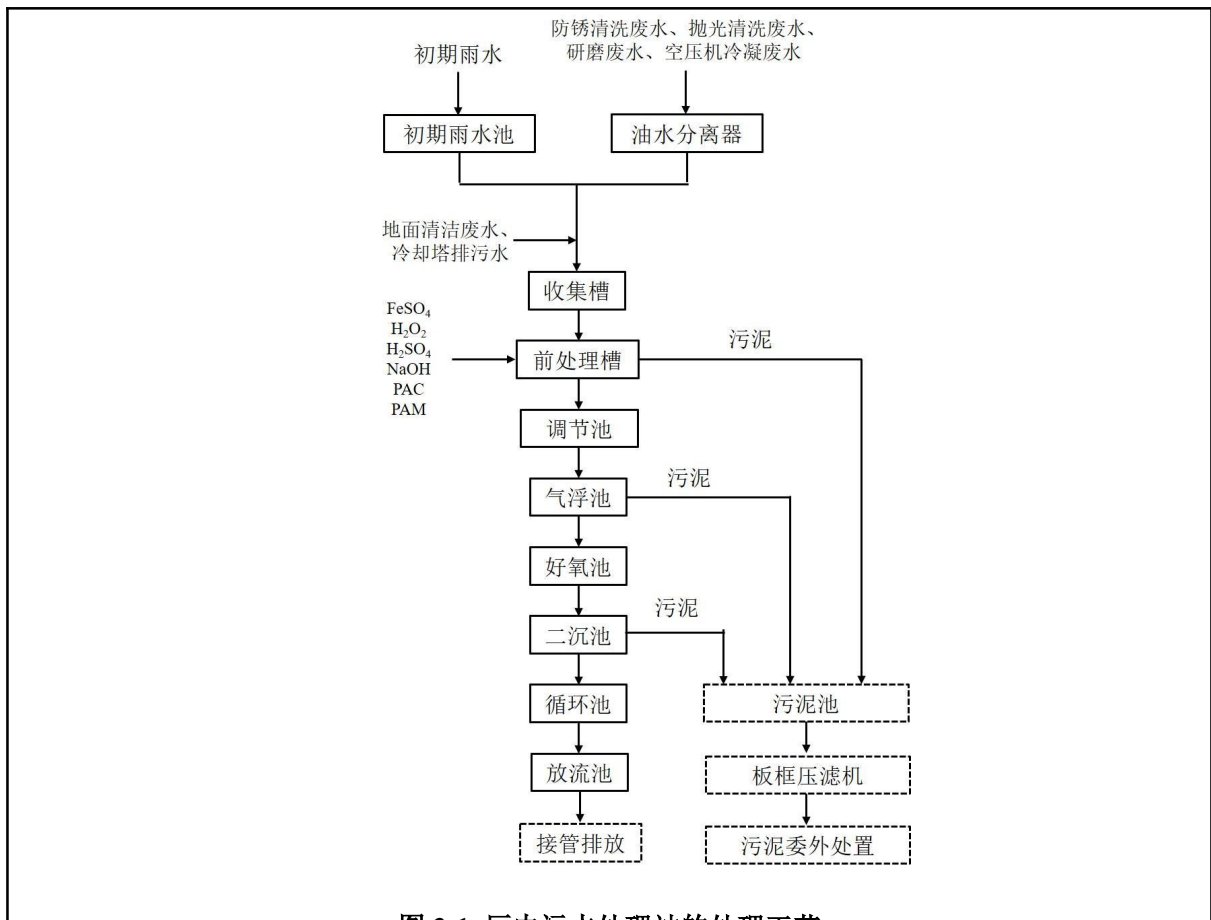 防锈清洗废水、抛光清洗废水、
研磨废水、空压机冷凝废水
初期雨水
初期雨水池
油水分离器
地面清洁废水、
冷却塔排污水
收集槽
FeSO₄
H₂O₂
H₂SO₄
NaOH
PAC
PAM
前处理槽
污泥
调节池
气浮池
污泥
好氧池
二沉池
污泥
循环池
污泥池
放流池
板框压滤机
接管排放
污泥委外处置